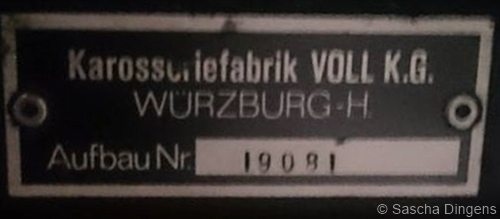 Karosseriefabrik VOLL K.G.
WÜRZBURG-H.
Aufbau Nr. 19081
© Sascha Dingens